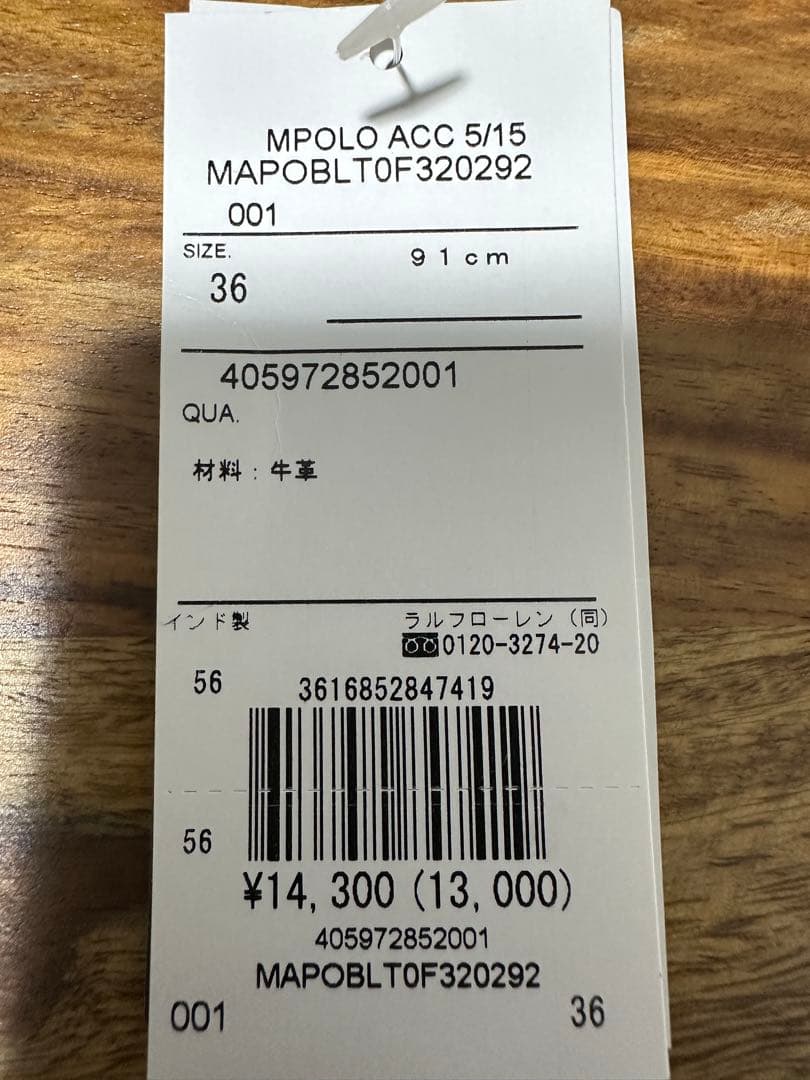 MPOLO ACC 5/15
MAPOBLT0F320292
001
SIZE.
91cm
36
405972852001
QUA.
材料:牛革
インド製
ラルフローレン(同)
0120-3274-20
56
3616852847419
56
¥14,300(13,000)
405972852001
MAPOBLT0F320292
001
36